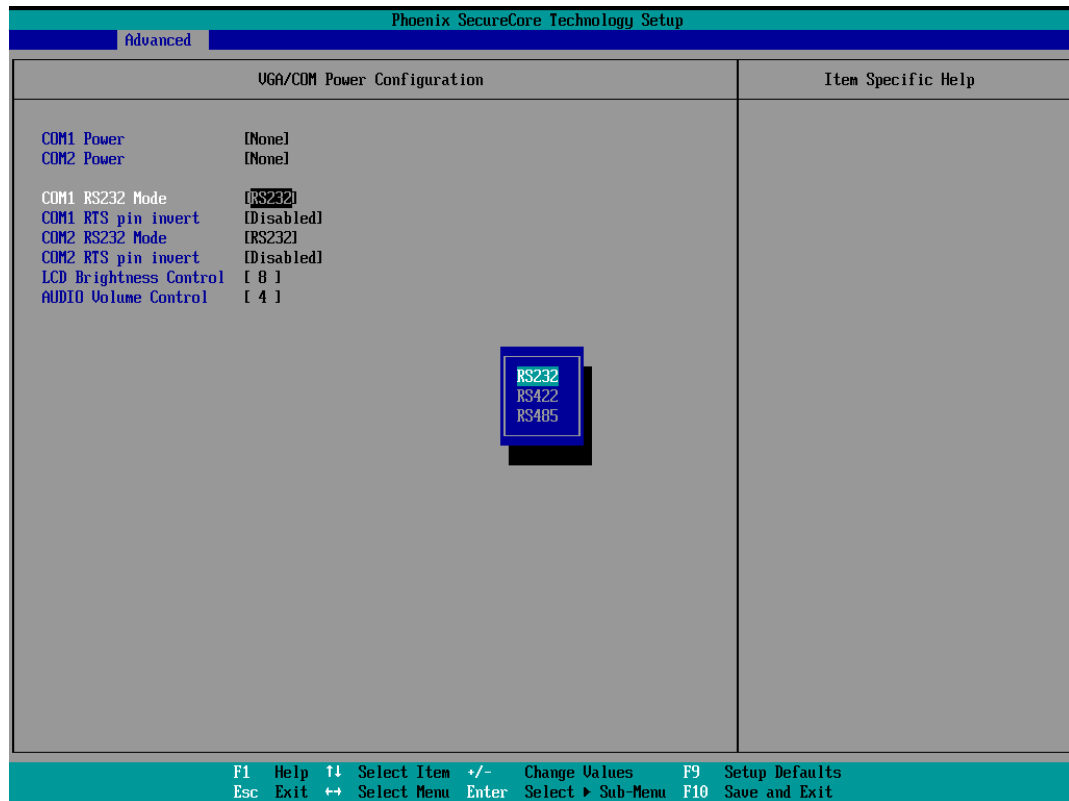 Phoenix SecureCore Technology Setup
Advanced
VGA/COM Power Configuration
Item Specific Help
COM1 Power [None]
COM2 Power [None]
COM1 RS232 Mode [RS232]
COM1 RTS pin invert [Disabled]
COM2 RS232 Mode [RS232]
COM2 RTS pin invert [Disabled]
LCD Brightness Control [ 8 ]
AUDIO Volume Control [ 4 ]
RS232
RS422
RS485
F1 Help ↑↓ Select Item +/- Change Values F9 Setup Defaults
Esc Exit ↔ Select Menu Enter Select ▶ Sub-Menu F10 Save and Exit